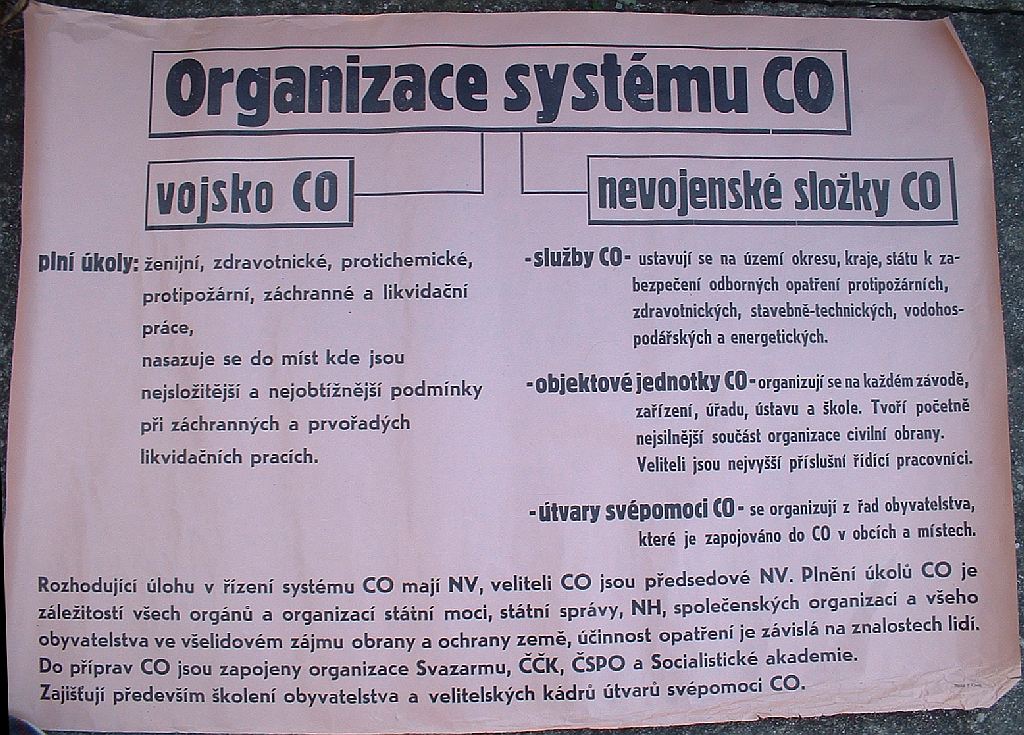 Organizace systému CO
vojsko CO
nevojenské složky CO
plní úkoly: ženijní, zdravotnické, protichemické,
protipožární, záchranné a likvidační
práce,
nasazuje se do míst kde jsou
nejsložitější a nejobtížnější podmínky
při záchranných a prvořadých
likvidačních pracích.
-služby CO- ustavují se na území okresu, kraje, státu k za-
bezpečení odborných opatření protipožárních,
zdravotnických, stavebně-technických, vodohos-
podářských a energetických.
-objektové jednotky CO-organizují se na každém závodě,
zařízení, úřadu, ústavu a škole. Tvoří početně
nejsilnější součást organizace civilní obrany.
Veliteli jsou nejvyšší příslušní řídící pracovníci.
-útvary svépomoci CO- se organizují z řad obyvatelstva,
které je zapojováno do CO v obcích a místech.
Rozhodující úlohu v řízení systému CO mají NV, veliteli CO jsou předsedové NV. Plnění úkolů CO je
záležitostí všech orgánů a organizací státní moci, státní správy, NH, společenských organizací a všeho
obyvatelstva ve všelidovém zájmu obrany a ochrany země, účinnost opatření je závislá na znalostech lidí.
Do příprav CO jsou zapojeny organizace Svazarmu, ČČK, ČSPO a Socialistické akademie.
Zajišťují především školení obyvatelstva a velitelských kádrů útvarů svépomoci CO.